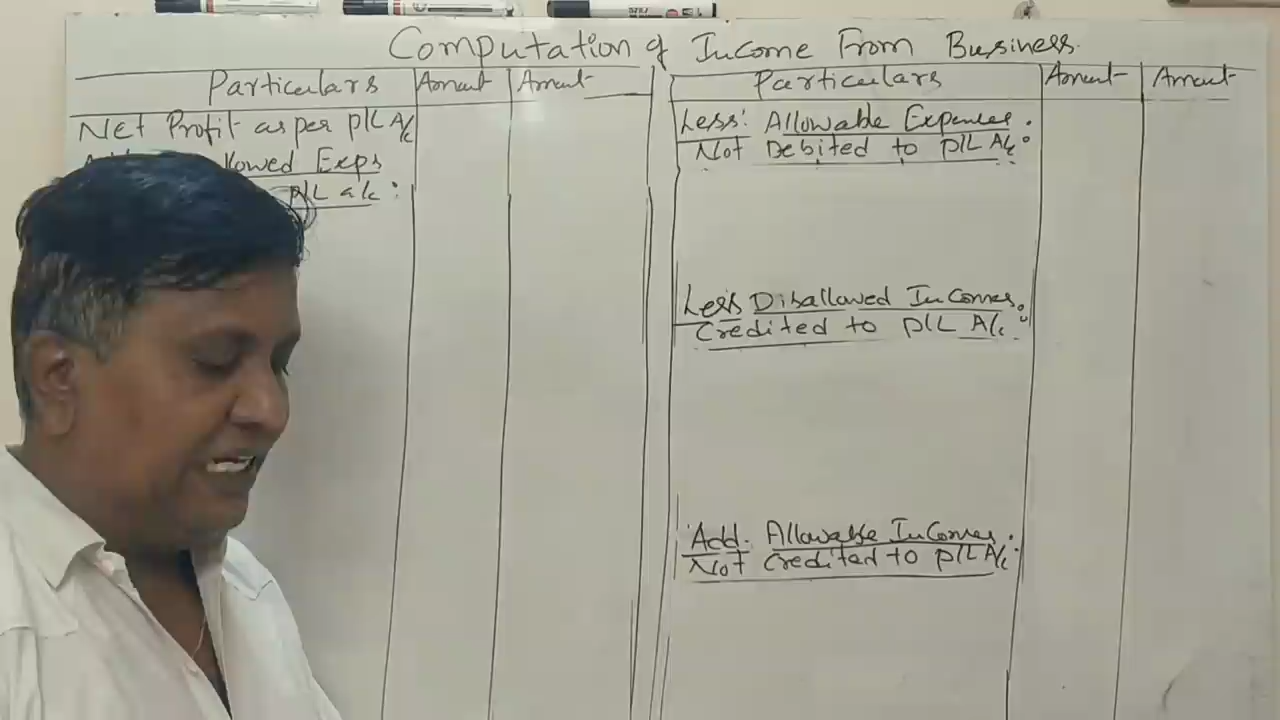 Computation of Income From Business.
Particulars Amount Amount
Net Profit as per P/L A/c
Exps
P/L a/c :
Particulars Amount Amount
Less: Allowable Expenses.
Not Debited to P/L A/c :
Less Disallowed Incomes.
Credited to P/L A/c :
Add. Allowable Incomes.
Not Credited to P/L A/c :